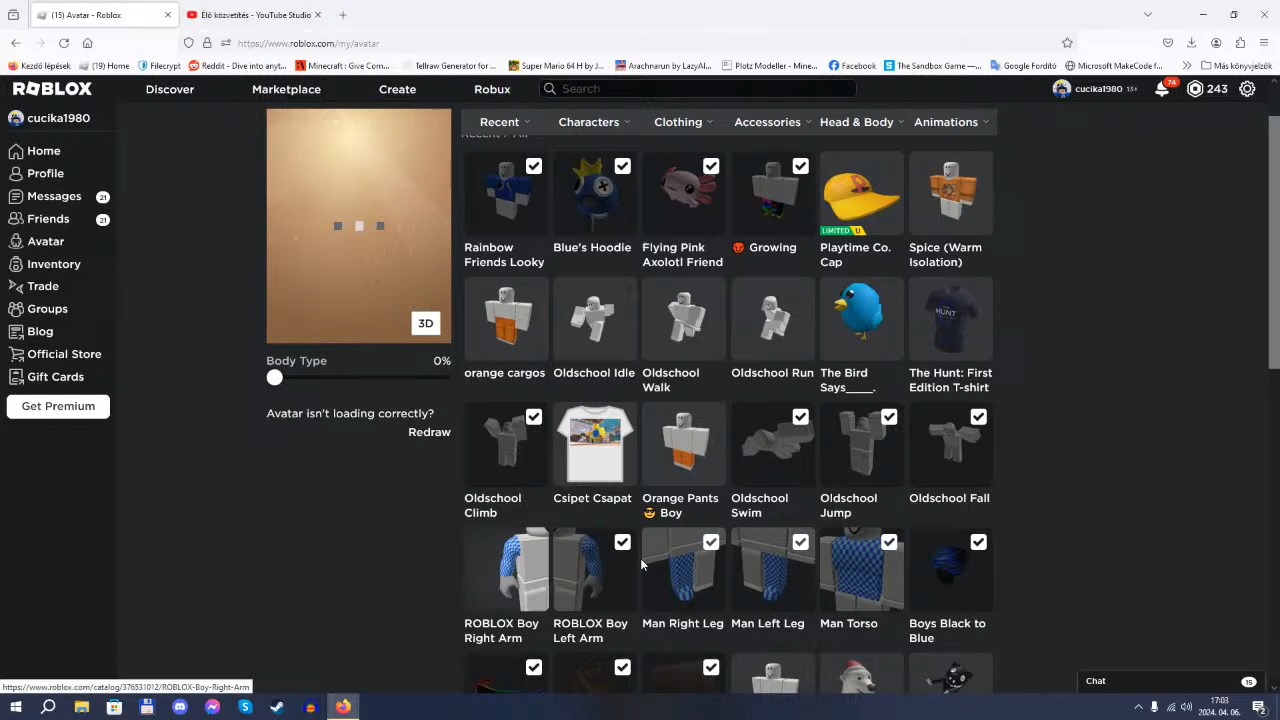 (15) Avatar - Roblox
Élő közvetítés - YouTube Studio
https://www.roblox.com/my/avatar
Kezdő lépések
(19) Home
Filecrypt
Reddit - Dive into anyt...
Minecraft : Give Com...
Tellraw Generator for ...
Super Mario 64 H by J...
Arachnarun by LazyAl...
Plotz Modeller - Mine...
Facebook
The Sandbox Game —...
Google Fordító
Microsoft MakeCode f...
Más könyvjelzők
ROBLOX
Discover
Marketplace
Create
Robux
Search
cucika1980 13+
74
243
cucika1980
Home
Profile
Messages 21
Friends 21
Avatar
Inventory
Trade
Groups
Blog
Official Store
Gift Cards
Get Premium
3D
Body Type 0%
Avatar isn't loading correctly?
Redraw
Recent
Characters
Clothing
Accessories
Head & Body
Animations
Recent / All
LIMITED U
Rainbow Friends Looky
Blue's Hoodie
Flying Pink Axolotl Friend
😡 Growing
Playtime Co. Cap
Spice (Warm Isolation)
HUNT
orange cargos
Oldschool Idle
Oldschool Walk
Oldschool Run
The Bird Says____.
The Hunt: First Edition T-shirt
Oldschool Climb
Csipet Csapat
Orange Pants 😎 Boy
Oldschool Swim
Oldschool Jump
Oldschool Fall
ROBLOX Boy Right Arm
ROBLOX Boy Left Arm
Man Right Leg
Man Left Leg
Man Torso
Boys Black to Blue
Chat 15
https://www.roblox.com/catalog/376531012/ROBLOX-Boy-Right-Arm
17:03
2024. 04. 06.
2